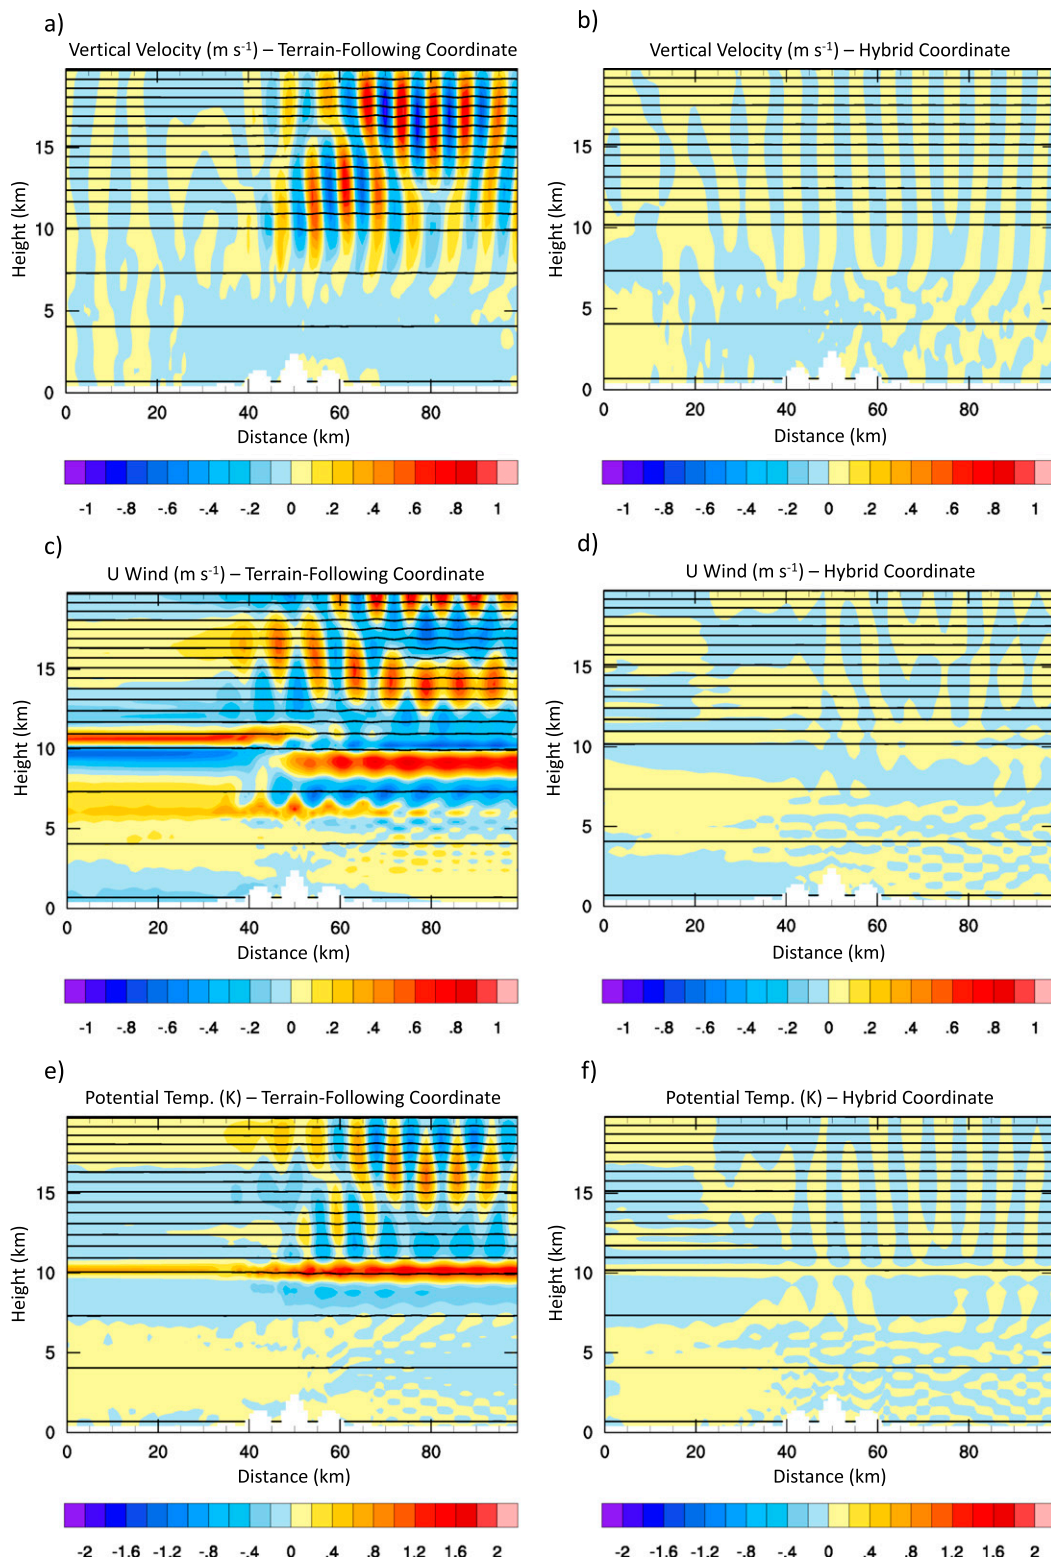 a)
Vertical Velocity (m s-1) – Terrain-Following Coordinate
Height (km)
15
10
5
0
0 20 40 60 80
Distance (km)
-1 -.8 -.6 -.4 -.2 0 .2 .4 .6 .8 1
b)
Vertical Velocity (m s-1) – Hybrid Coordinate
Height (km)
15
10
5
0
0 20 40 60 80
Distance (km)
-1 -.8 -.6 -.4 -.2 0 .2 .4 .6 .8 1
c)
U Wind (m s-1) – Terrain-Following Coordinate
Height (km)
15
10
5
0
0 20 40 60 80
Distance (km)
-1 -.8 -.6 -.4 -.2 0 .2 .4 .6 .8 1
d)
U Wind (m s-1) – Hybrid Coordinate
Height (km)
15
10
5
0
0 20 40 60 80
Distance (km)
-1 -.8 -.6 -.4 -.2 0 .2 .4 .6 .8 1
e)
Potential Temp. (K) – Terrain-Following Coordinate
Height (km)
15
10
5
0
0 20 40 60 80
Distance (km)
-2 -1.6 -1.2 -.8 -.4 0 .4 .8 1.2 1.6 2
f)
Potential Temp. (K) – Hybrid Coordinate
Height (km)
15
10
5
0
0 20 40 60 80
Distance (km)
-2 -1.6 -1.2 -.8 -.4 0 .4 .8 1.2 1.6 2